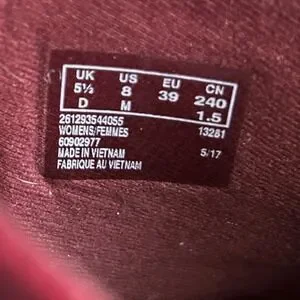 UK US EU CN
5½ 8 39 240
D M 1.5
261293544055
WOMENS/FEMMES 13281
60902977
MADE IN VIETNAM 5/17
FABRIQUE AU VIETNAM